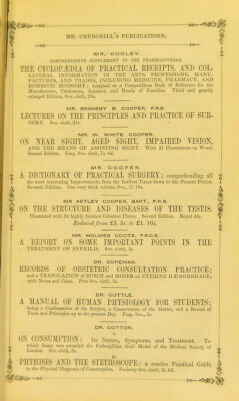 MR. CHURCHILL'S PUBLICATIONS.
MR. COOLEY.
COMPREHENSIVE SUPPLEMENT TO THE PHARMACOPŒIAS.
THE CYCLOPÆDIA OF PRACTICAL RECEIPTS, AND COL-
LATERAL INFORMATION IN THE ARTS, PROFESSIONS, MANU-
FACTURES, AND TRADES, INCLUDING MEDICINE, PHARMACY, AND
DOMESTIC ECONOMY; designed as a Compendious Book of Reference for the
Manufacturer, Tradesman, Amateur, and Heads of Families. Third and greatly
enlarged Edition, 8vo. cloth, 26s.
MR. BRANSBY B. COOPER, F.R.S.
LECTURES ON THE PRINCIPLES AND PRACTICE OF SUR-
GERY. 8vo. cloth, 21s.
MR. W. WHITE COOPER.
ON NEAR SIGHT, AGED SIGHT, IMPAIRED VISION,
AND THE MEANS OF ASSISTING SIGHT. With 31 Illustrations on Wood.
Second Edition. Fcap. 8vo. cloth, 7s. 6d.
MR. COOPER.
A DICTIONARY OF PRACTICAL SURGERY; comprehending all
the most interesting Improvements, from the Earliest Times down to the Present Period.
Seventh Edition. One very thick volume, 8vo., 1l. 10s.
SIR ASTLEY COOPER, BART., F.R.S.
ON THE STRUCTURE AND DISEASES OF THE TESTIS.
Illustrated with 24 highly finished Coloured Plates. Second Edition. Royal 4to.
Reduced from £3. 3s. to £1. 10s.
MR. HOLMES COOTE, F.R.C.S.
A REPORT ON SOME IMPORTANT POINTS IN THE
TREATMENT OF SYPHILIS. 8vo. cloth, 5s.
DR. COPEMAN.
RECORDS OF OBSTETRIC CONSULTATION PRACTICE;
and a TRANSLATION of BUSCH and MOSER on UTERINE HÆMORRHAGE;
with Notes and Cases. Post 8vo. cloth, 5s.
DR. COTTLE.
A MANUAL OF HUMAN PHYSIOLOGY FOR STUDENTS;
being a Condensation of the Subject, a Conservation of the Matter, and a Record of
Facts and Principles up to the present Day. Fcap. 8vo., 5s.
DR. COTTON.
ON CONSUMPTION: Its Nature, Symptoms, and Treatment. To
which Essay was awarded the Fothergillian Gold Medal of the Medical Society of
London. 8vo. cloth, 8s.
II.
PHTHISIS AND THE STETHOSCOPE: a concise Practical Guide
to the Physical Diagnosis of Consumption. Foolscap 8vo. cloth, 3s. 6d.